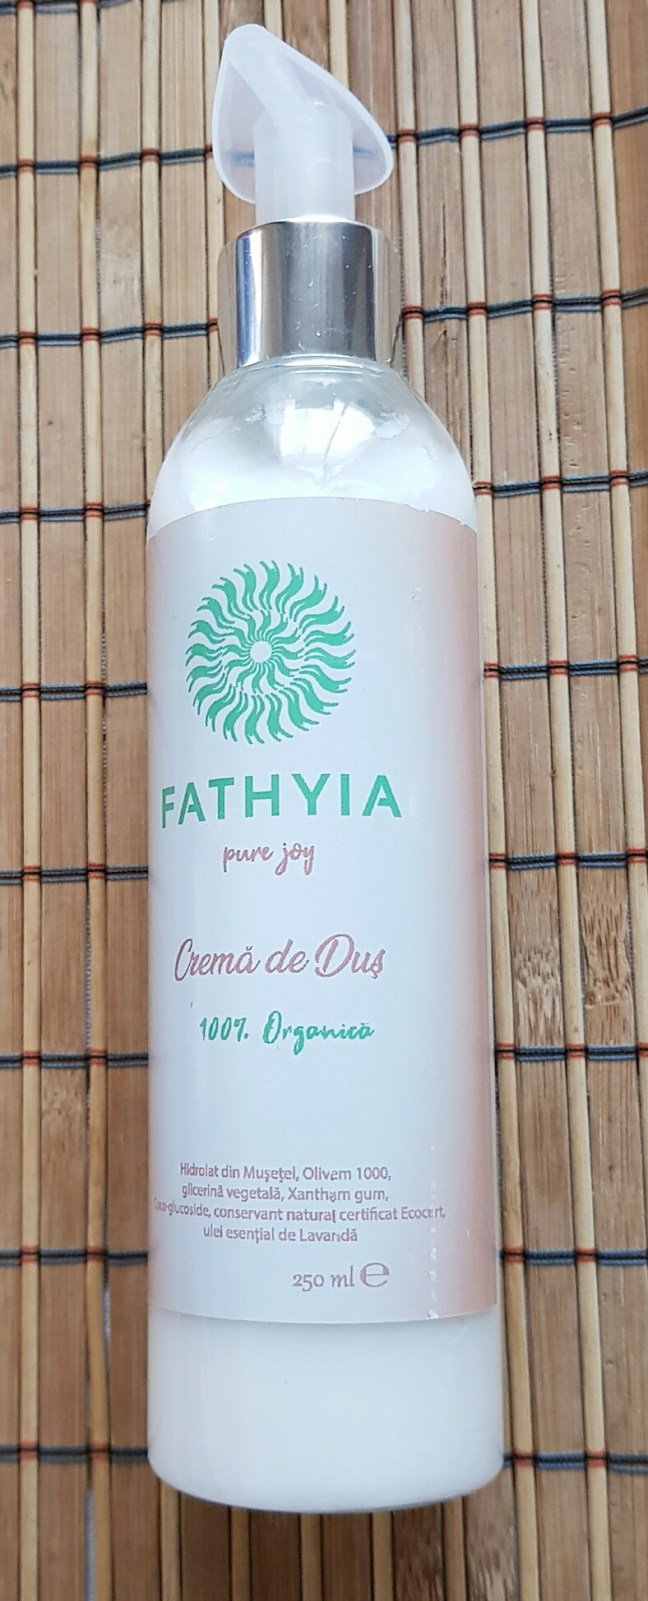 FATHYIA
pure joy
Cremă de Duş
100% Organică
Hidrolat din Muşeţel, Olivem 1000,
glicerină vegetală, Xantham gum,
Coco-glucoside, conservant natural certificat Ecocert,
ulei esenţial de Lavandă
250 ml ℮